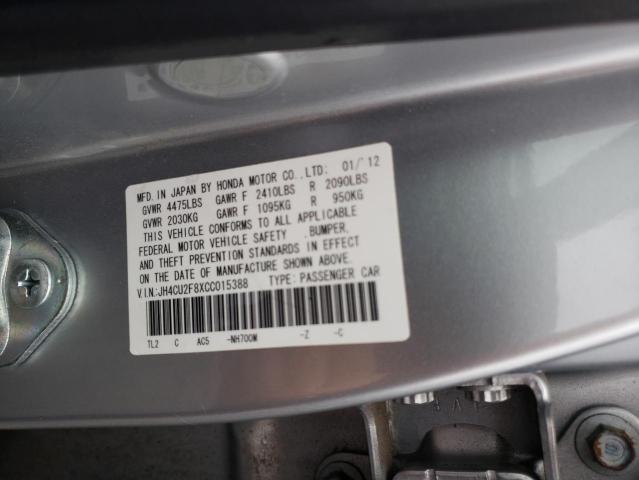 MFD. IN JAPAN BY HONDA MOTOR CO.,LTD: 01/'12
GVWR 4475LBS GAWR F 2410LBS R 2090LBS
GVWR 2030KG GAWR F 1095KG R 950KG
THIS VEHICLE CONFORMS TO ALL APPLICABLE
FEDERAL MOTOR VEHICLE SAFETY ,BUMPER,
AND THEFT PREVENTION STANDARDS IN EFFECT
ON THE DATE OF MANUFACTURE SHOWN ABOVE.
V.I.N:JH4CU2F8XCC015388 TYPE: PASSENGER CAR
TL2 C AC5 -NH700M -Z -C